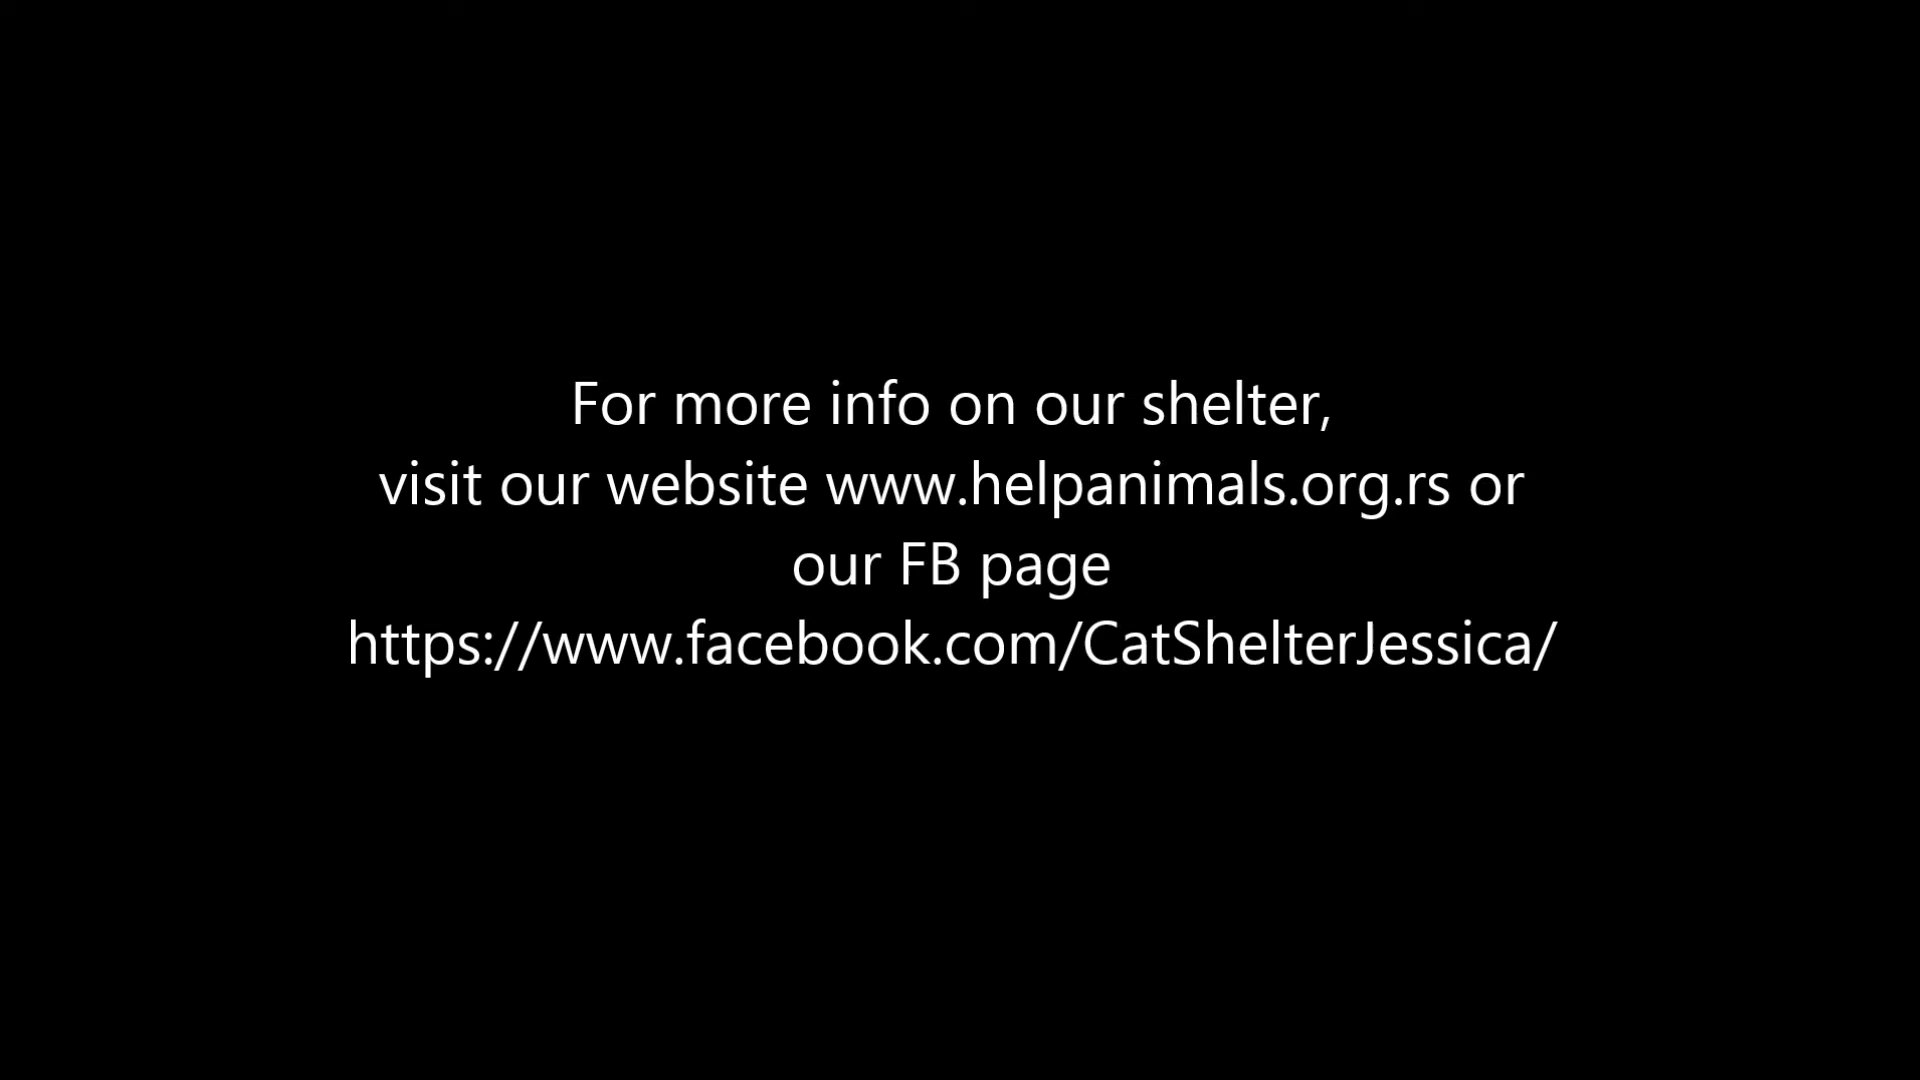 For more info on our shelter,
visit our website www.helpanimals.org.rs or
our FB page
https://www.facebook.com/CatShelterJessica/